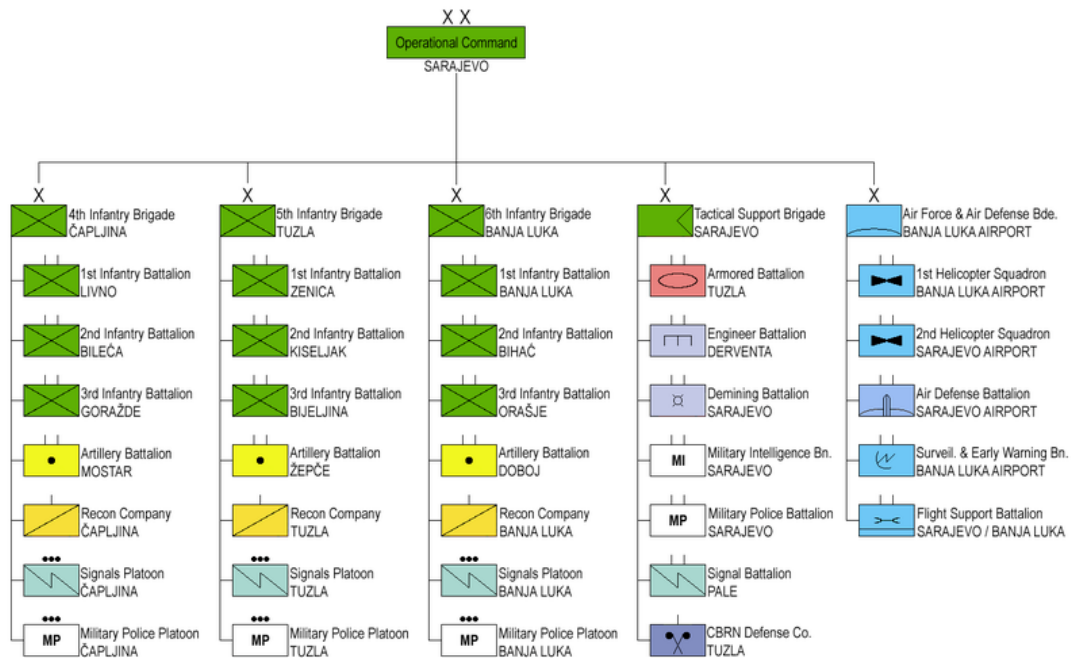 X X
Operational Command
SARAJEVO
X
4th Infantry Brigade
ČAPLJINA
1st Infantry Battalion
LIVNO
2nd Infantry Battalion
BILEĆA
3rd Infantry Battalion
GORAŽDE
Artillery Battalion
MOSTAR
Recon Company
ČAPLJINA
Signals Platoon
ČAPLJINA
MP
Military Police Platoon
ČAPLJINA
X
5th Infantry Brigade
TUZLA
1st Infantry Battalion
ZENICA
2nd Infantry Battalion
KISELJAK
3rd Infantry Battalion
BIJELJINA
Artillery Battalion
ŽEPČE
Recon Company
TUZLA
Signals Platoon
TUZLA
MP
Military Police Platoon
TUZLA
X
6th Infantry Brigade
BANJA LUKA
1st Infantry Battalion
BANJA LUKA
2nd Infantry Battalion
BIHAĆ
3rd Infantry Battalion
ORAŠJE
Artillery Battalion
DOBOJ
Recon Company
BANJA LUKA
Signals Platoon
BANJA LUKA
MP
Military Police Platoon
BANJA LUKA
X
Tactical Support Brigade
SARAJEVO
Armored Battalion
TUZLA
Engineer Battalion
DERVENTA
Demining Battalion
SARAJEVO
MI
Military Intelligence Bn.
SARAJEVO
MP
Military Police Battalion
SARAJEVO
Signal Battalion
PALE
CBRN Defense Co.
TUZLA
X
Air Force & Air Defense Bde.
BANJA LUKA AIRPORT
1st Helicopter Squadron
BANJA LUKA AIRPORT
2nd Helicopter Squadron
SARAJEVO AIRPORT
Air Defense Battalion
SARAJEVO AIRPORT
Surveil. & Early Warning Bn.
BANJA LUKA AIRPORT
Flight Support Battalion
SARAJEVO / BANJA LUKA